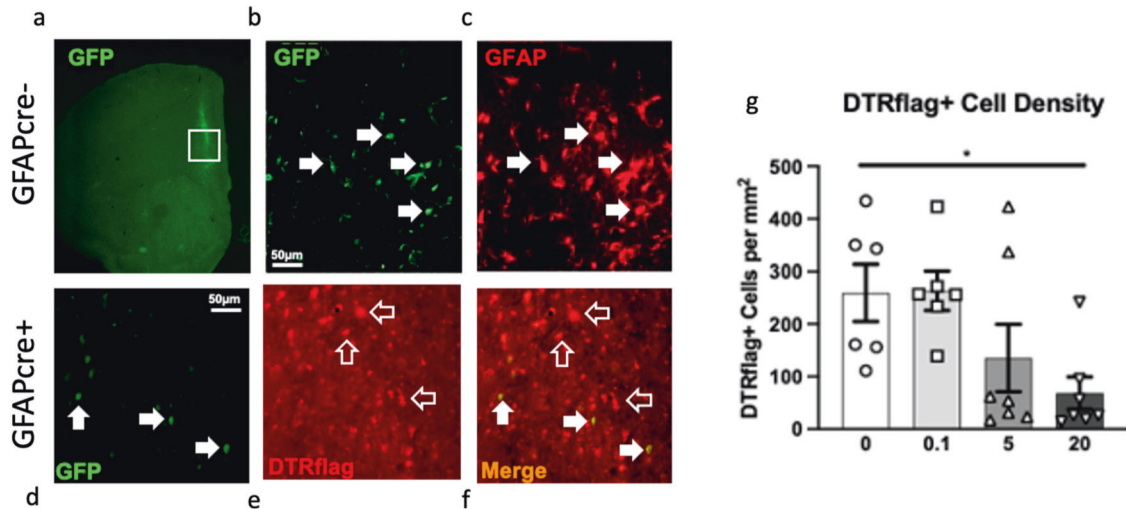 a
b
c
GFAPcre-
GFP
GFP
50µm
GFAP
GFAPcre+
50µm
GFP
DTRflag
Merge
d
e
f
g
DTRflag+ Cell Density
*
DTRflag+ Cells per mm2
500
400
300
200
100
0
0 0.1 5 20